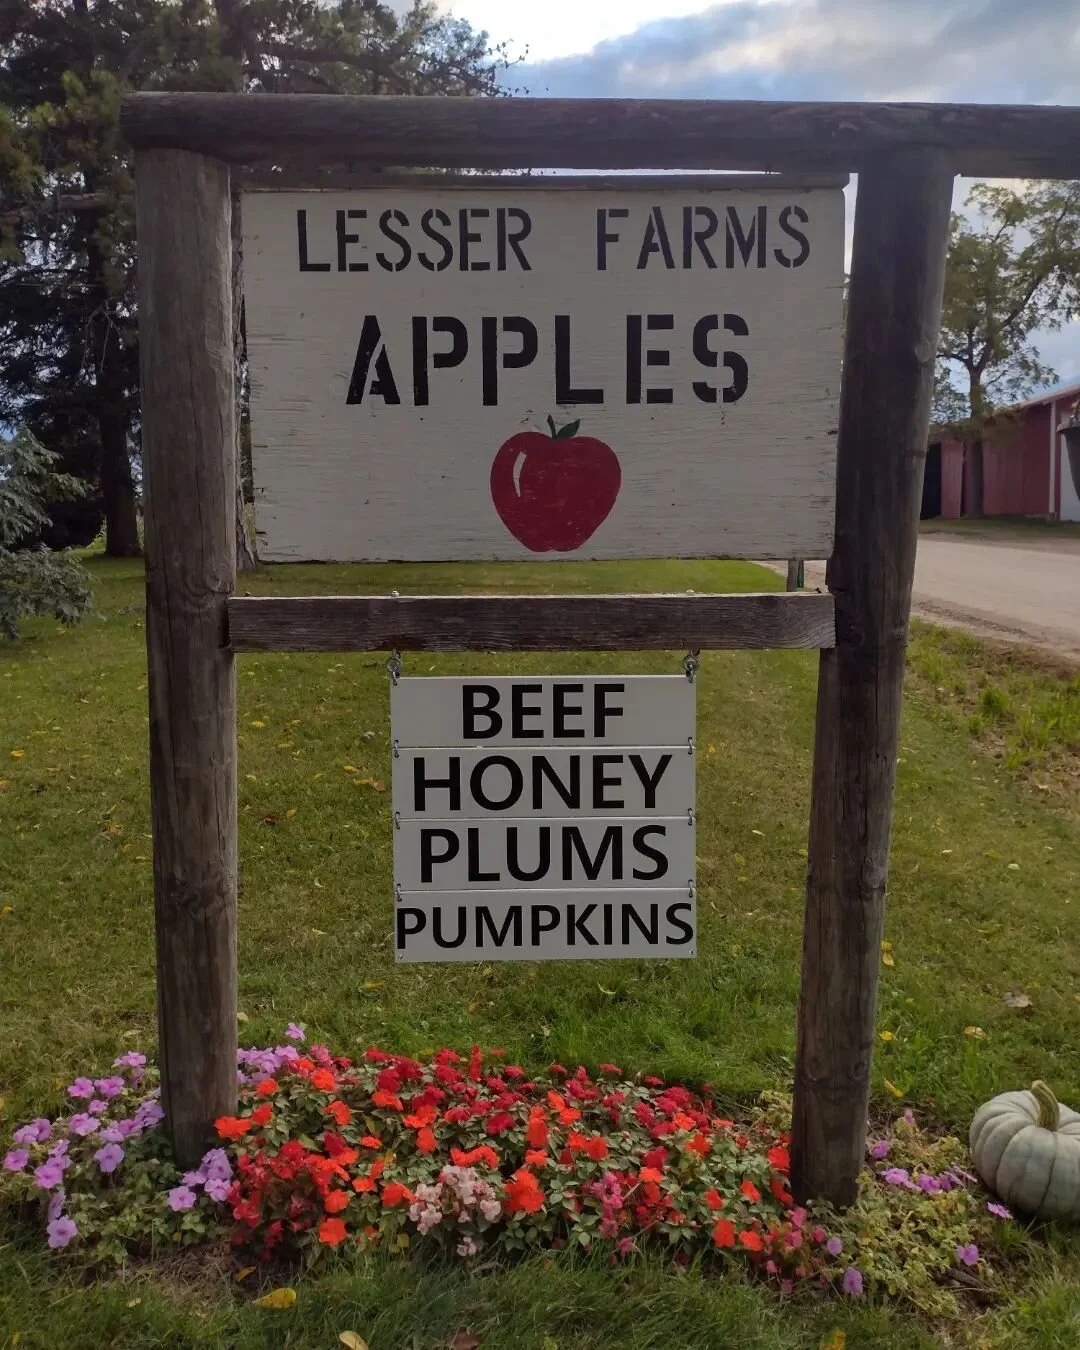 LESSER FARMS
APPLES
BEEF
HONEY
PLUMS
PUMPKINS